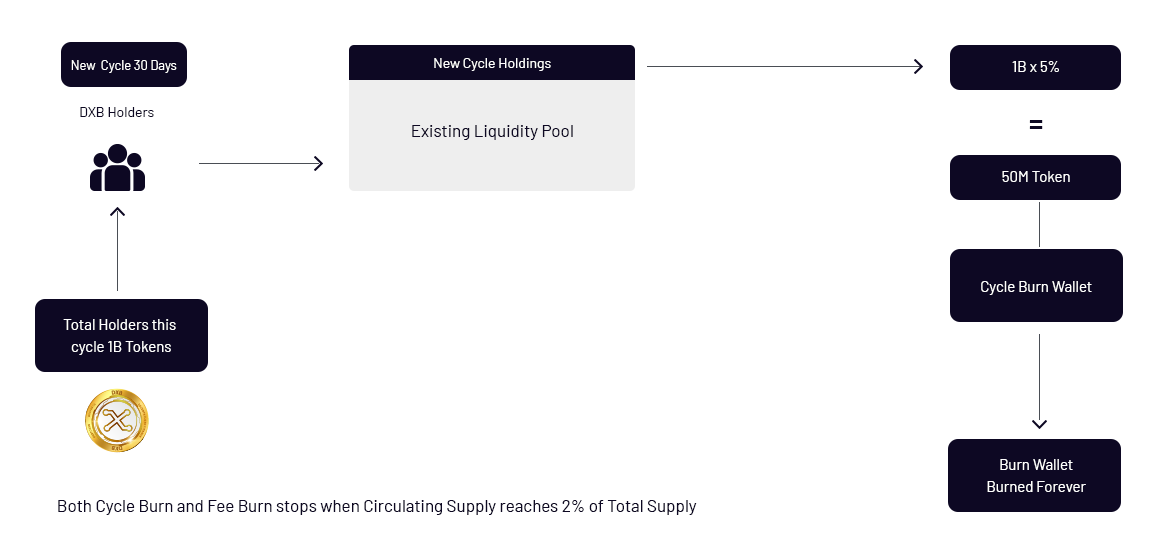 New Cycle 30 Days
DXB Holders
Total Holders this
cycle 1B Tokens
DXB
DXB
New Cycle Holdings
Existing Liquidity Pool
1B x 5%
=
50M Token
Cycle Burn Wallet
Burn Wallet
Burned Forever
Both Cycle Burn and Fee Burn stops when Circulating Supply reaches 2% of Total Supply